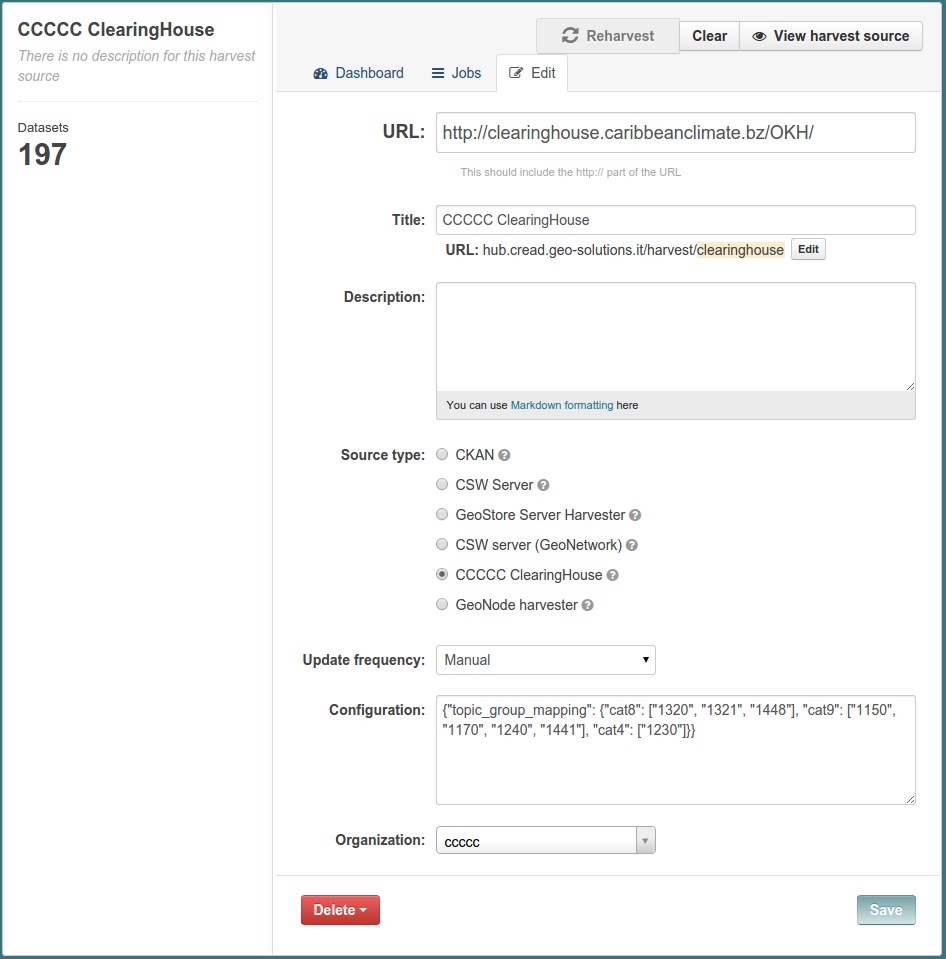 CCCCC ClearingHouse
There is no description for this harvest
source
Datasets
197
Reharvest
Clear
View harvest source
Dashboard
Jobs
Edit
URL: http://clearinghouse.caribbeanclimate.bz/OKH/
This should include the http:// part of the URL
Title: CCCCC ClearingHouse
URL: hub.cread.geo-solutions.it/harvest/clearinghouse Edit
Description:
You can use Markdown formatting here
Source type: CKAN ?
CSW Server ?
GeoStore Server Harvester ?
CSW server (GeoNetwork) ?
CCCCC ClearingHouse ?
GeoNode harvester ?
Update frequency: Manual
Configuration: {"topic_group_mapping": {"cat8": ["1320", "1321", "1448"], "cat9": ["1150",
"1170", "1240", "1441"], "cat4": ["1230"]}}
Organization: ccccc
Delete
Save